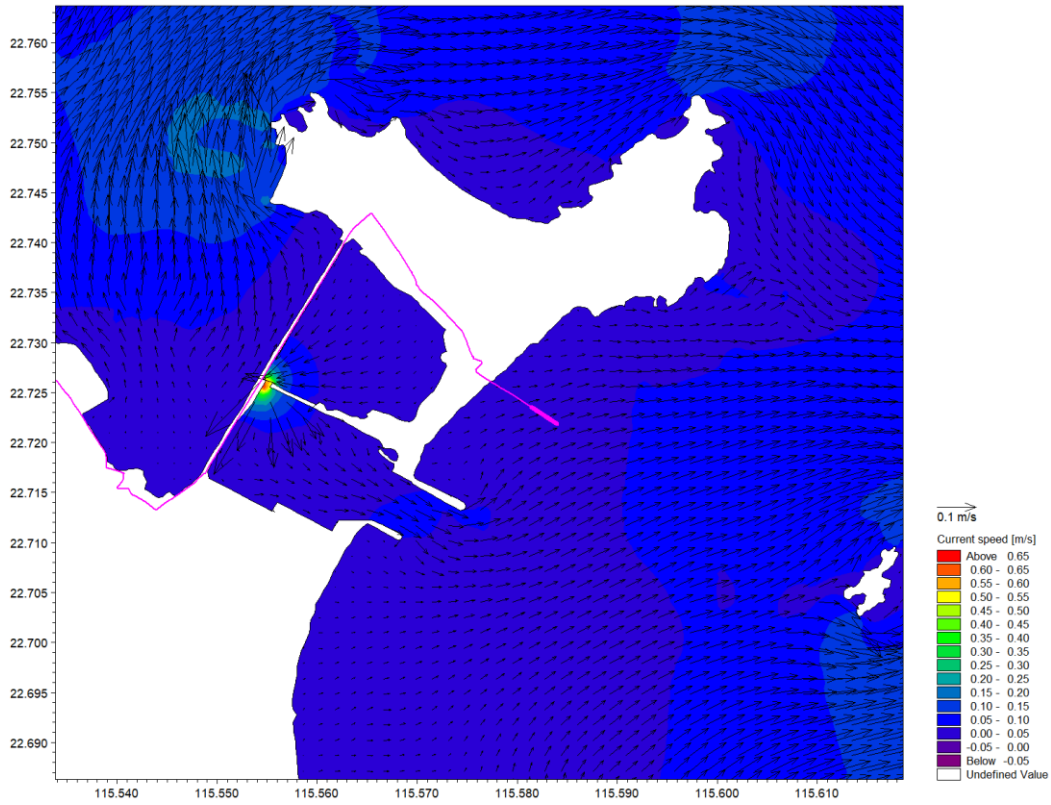 22.760
22.755
22.750
22.745
22.740
22.735
22.730
22.725
22.720
22.715
22.710
22.705
22.700
22.695
22.690
115.540
115.550
115.560
115.570
115.580
115.590
115.600
115.610
0.1 m/s
Current speed [m/s]
Above 0.65
0.60 - 0.65
0.55 - 0.60
0.50 - 0.55
0.45 - 0.50
0.40 - 0.45
0.35 - 0.40
0.30 - 0.35
0.25 - 0.30
0.20 - 0.25
0.15 - 0.20
0.10 - 0.15
0.05 - 0.10
0.00 - 0.05
-0.05 - 0.00
Below -0.05
Undefined Value